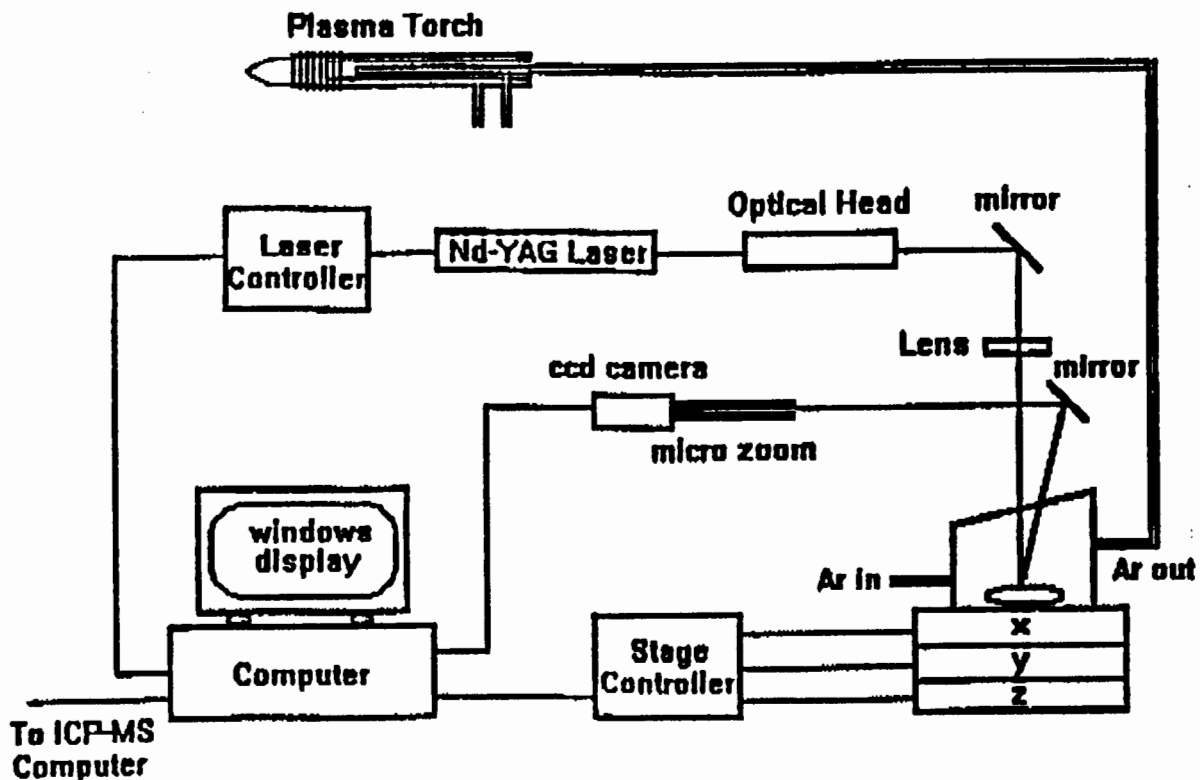 Plasma Torch
Optical Head
mirror
Laser
Controller
Nd-YAG Laser
Lens
mirror
ccd camera
micro zoom
windows
display
Ar in
Ar out
Computer
Stage
Controller
x
y
z
To ICP-MS
Computer